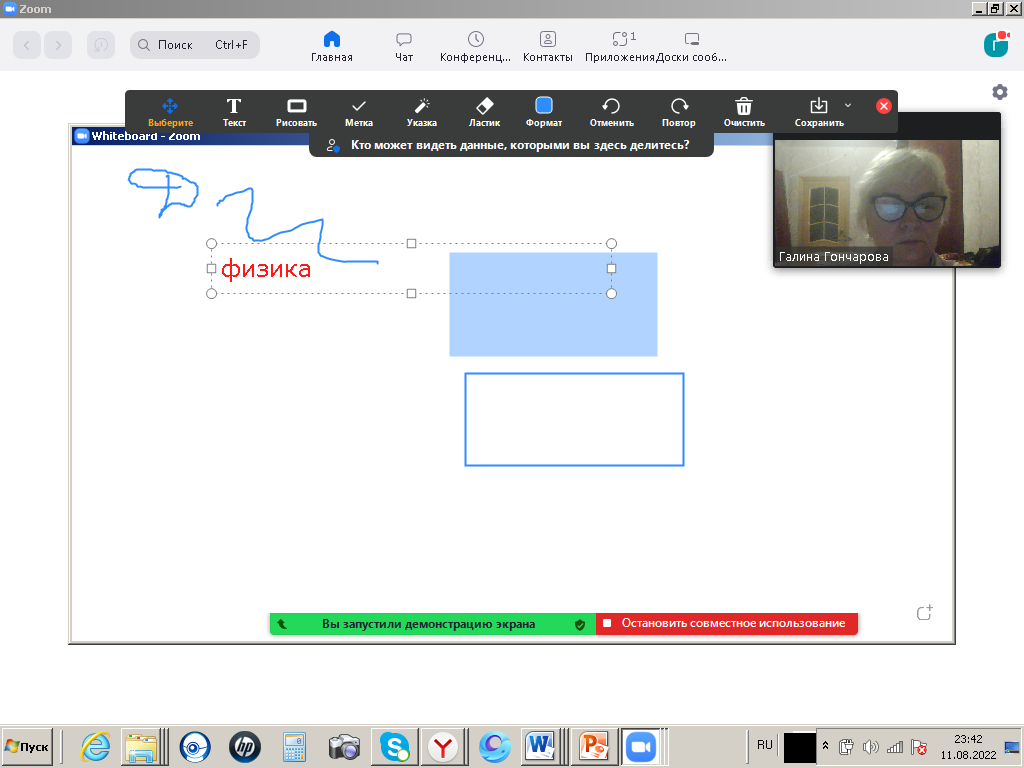 Zoom
Поиск Ctrl+F
Главная
Чат
Конференц...
Контакты
Приложения 1
Доски сооб...
Г
Выберите
Текст
Рисовать
Метка
Указка
Ластик
Формат
Отменить
Повтор
Очистить
Сохранить
Whiteboard - Zoom
Кто может видеть данные, которыми вы здесь делитесь?
Галина Гончарова
физика
Вы запустили демонстрацию экрана
Остановить совместное использование
Пуск
hp
RU
23:42
11.08.2022